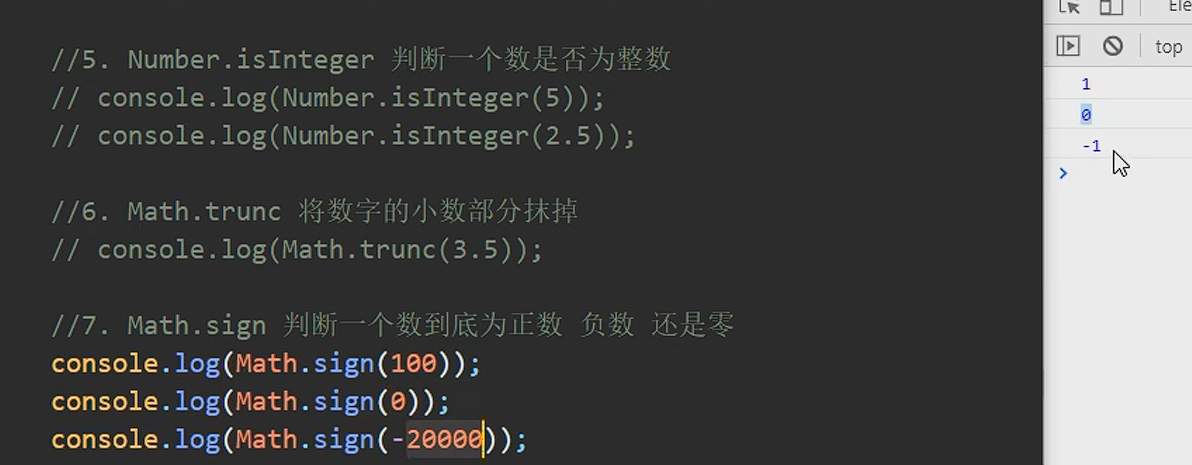 //5. Number.isInteger 判断一个数是否为整数
// console.log(Number.isInteger(5));
// console.log(Number.isInteger(2.5));
//6. Math.trunc 将数字的小数部分抹掉
// console.log(Math.trunc(3.5));
//7. Math.sign 判断一个数到底为正数 负数 还是零
console.log(Math.sign(100));
console.log(Math.sign(0));
console.log(Math.sign(-20000));
Ele
top
1
0
-1